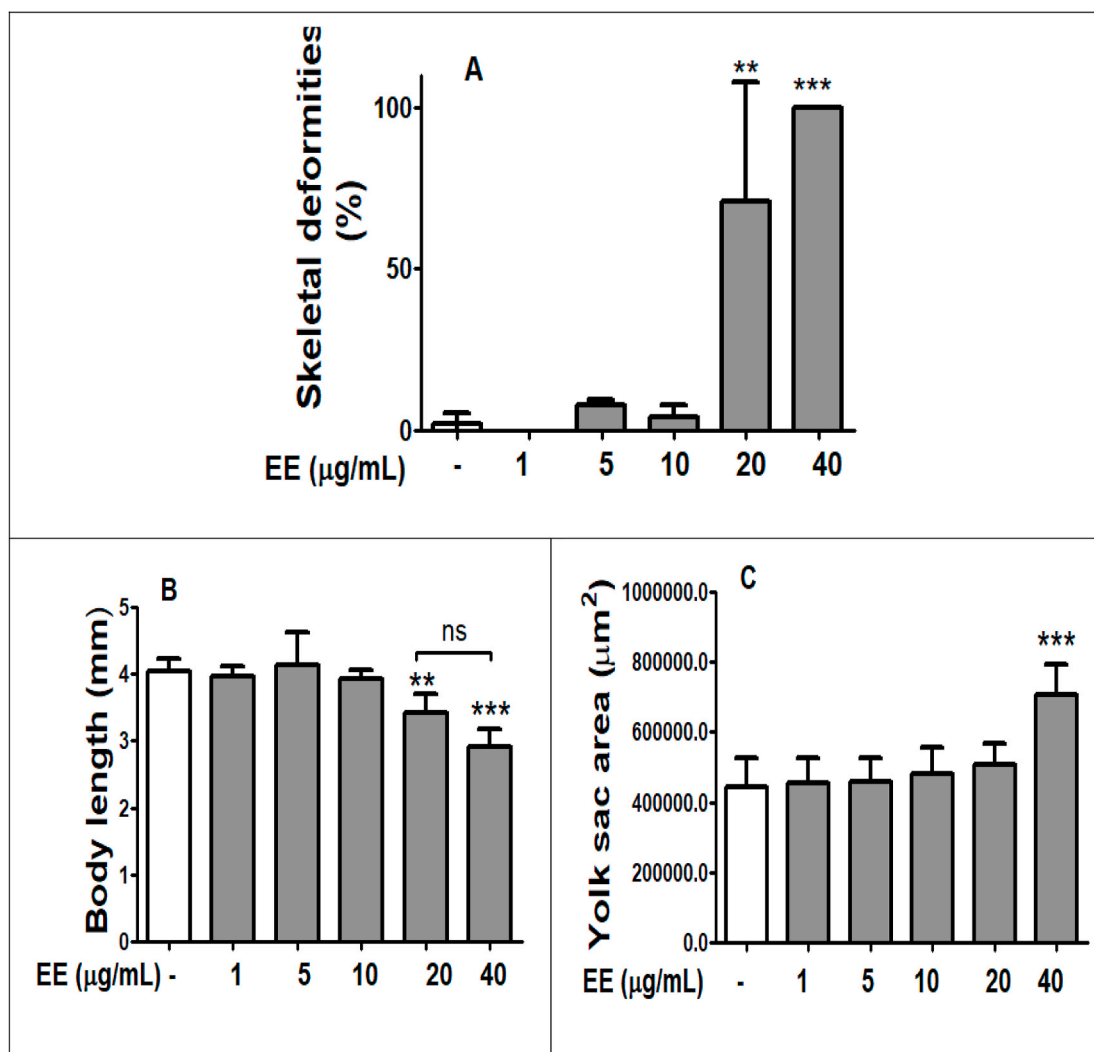 A
Skeletal deformities
(%)
** ***
100
50
0
EE (μg/mL) - 1 5 10 20 40
B
Body length (mm)
5
4
3
2
1
0
ns
**
***
EE (μg/mL) - 1 5 10 20 40
C
Yolk sac area (μm²)
1000000.0
800000.0
600000.0
400000.0
200000.0
0.0
***
EE (μg/mL) - 1 5 10 20 40